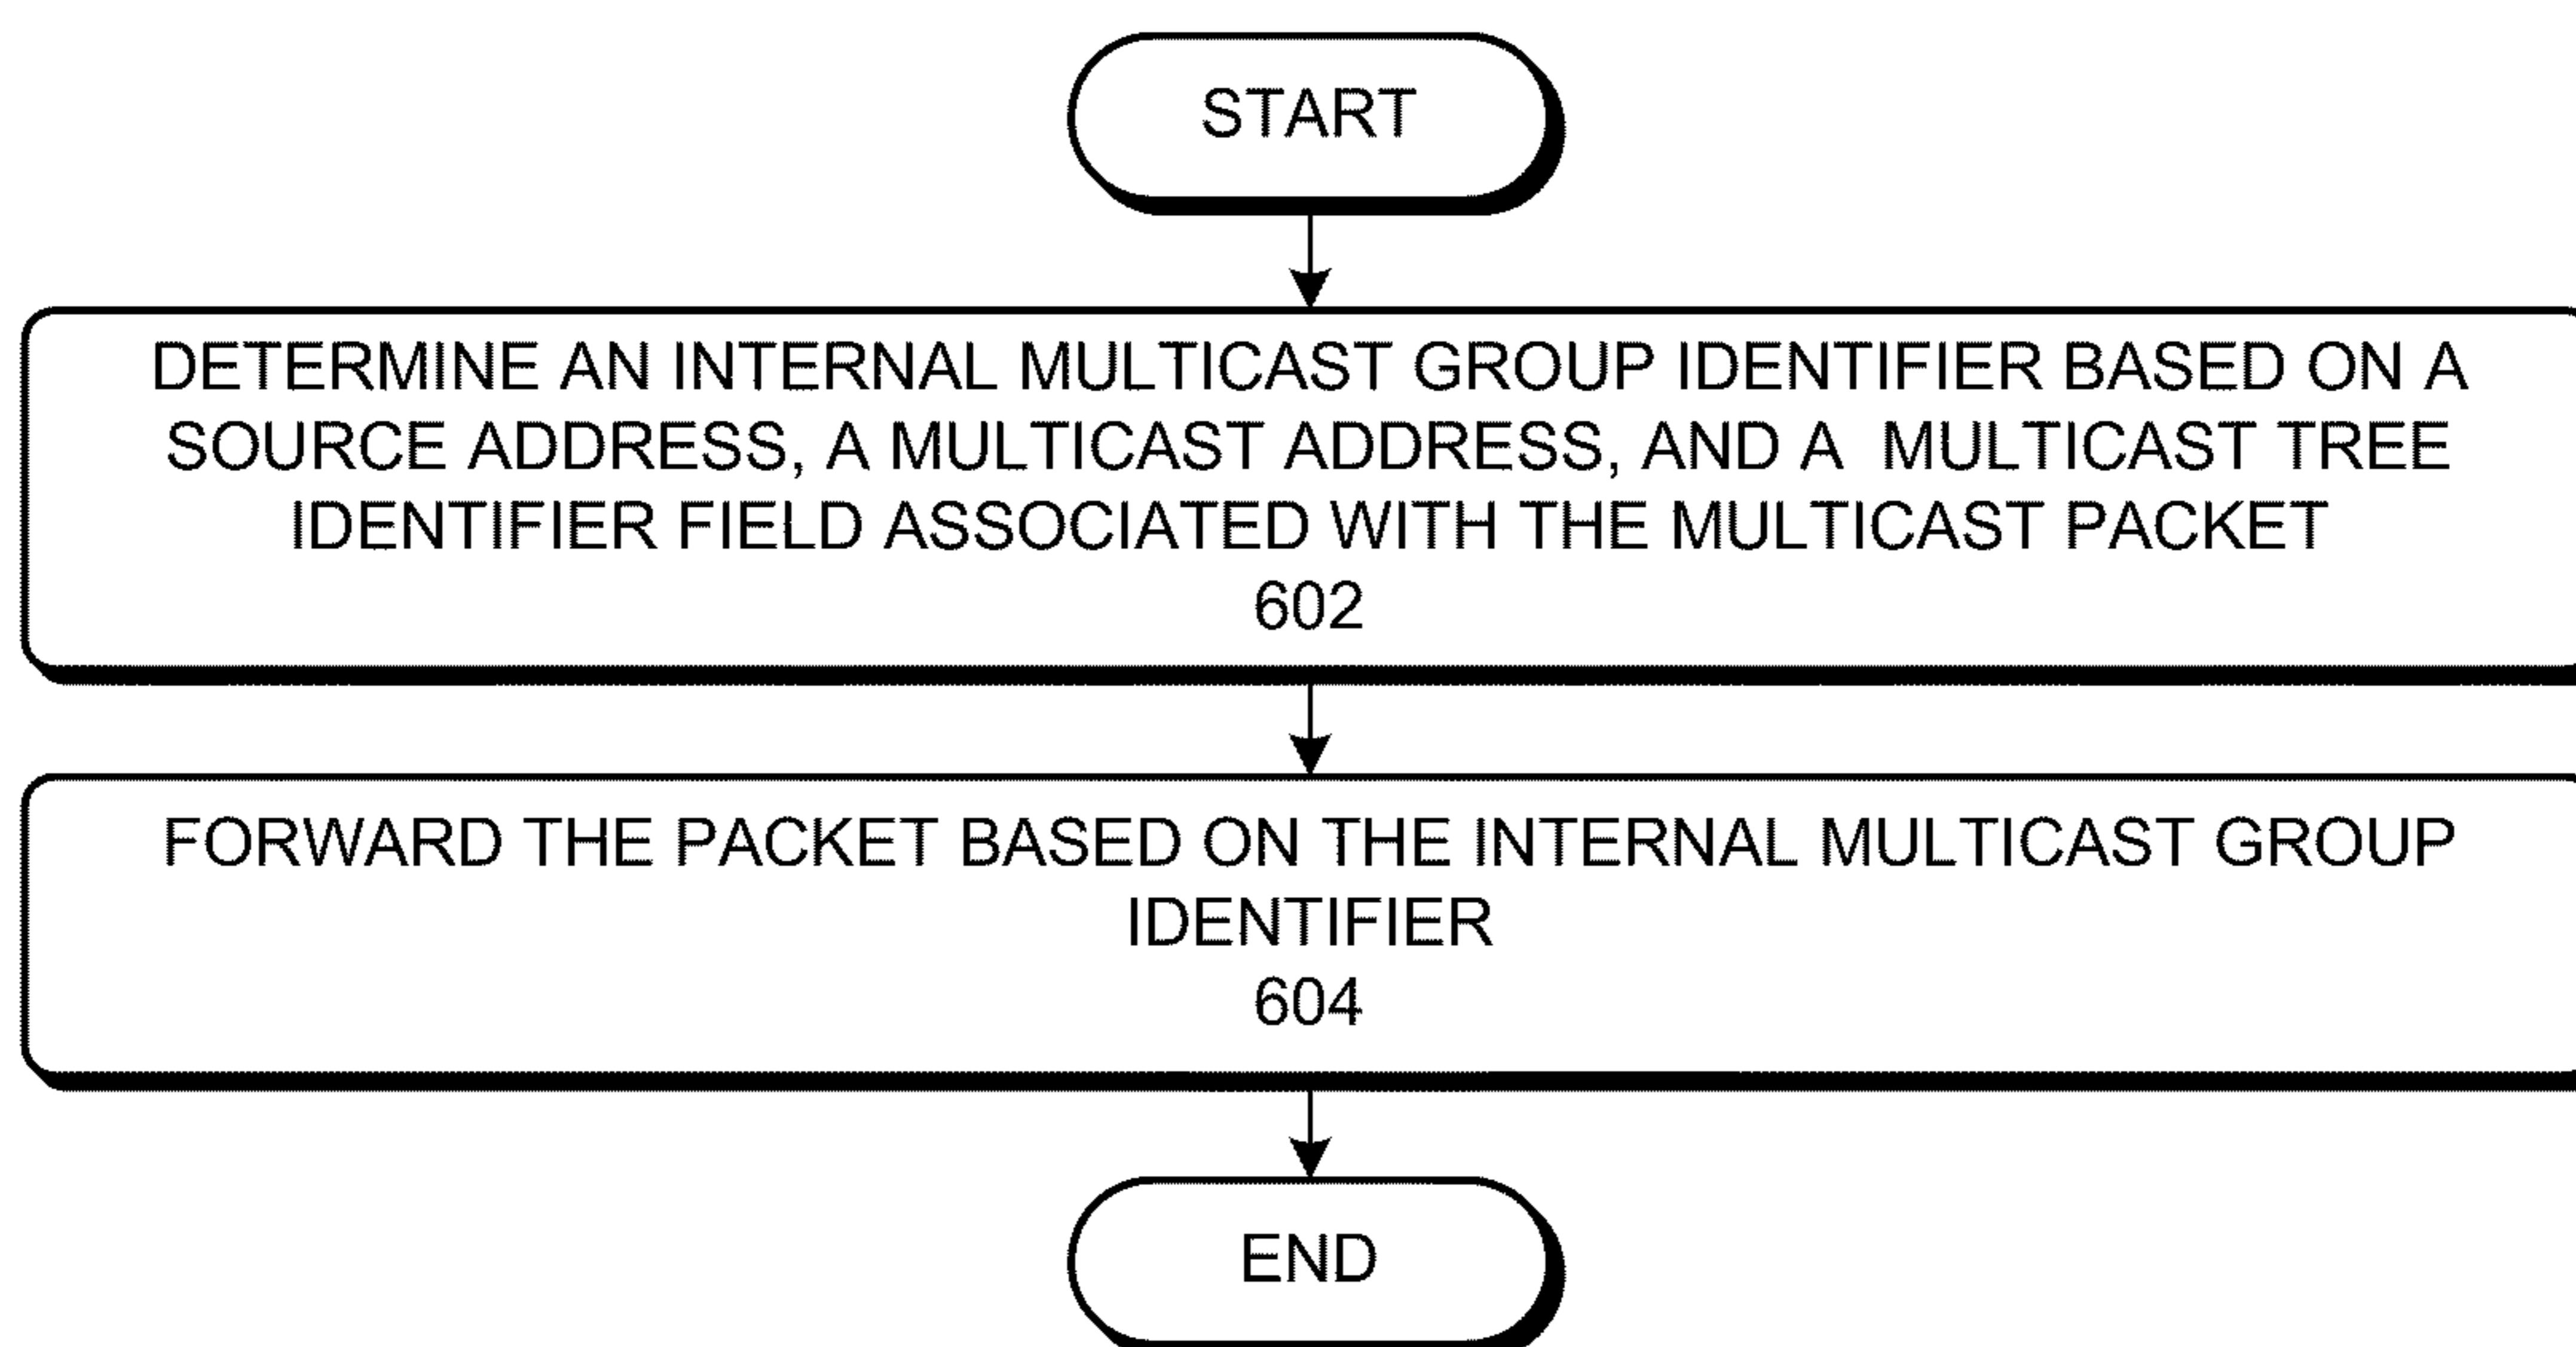 START
DETERMINE AN INTERNAL MULTICAST GROUP IDENTIFIER BASED ON A
SOURCE ADDRESS, A MULTICAST ADDRESS, AND A MULTICAST TREE
IDENTIFIER FIELD ASSOCIATED WITH THE MULTICAST PACKET
602
FORWARD THE PACKET BASED ON THE INTERNAL MULTICAST GROUP
IDENTIFIER
604
END